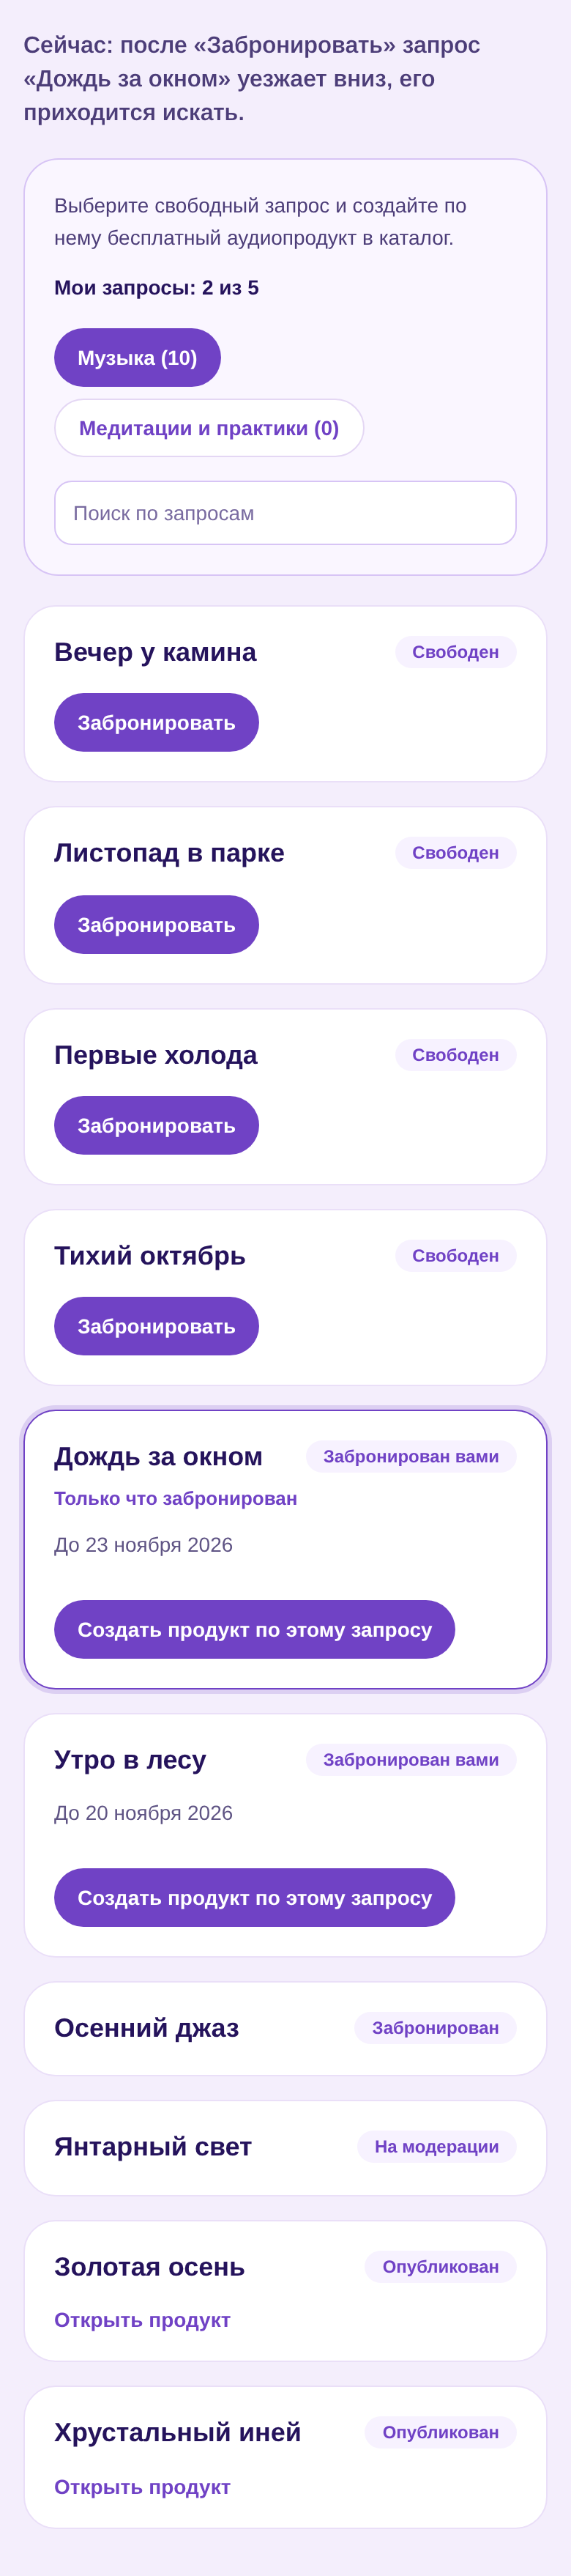 Сейчас: после «Забронировать» запрос
«Дождь за окном» уезжает вниз, его
приходится искать.
Выберите свободный запрос и создайте по
нему бесплатный аудиопродукт в каталог.
Мои запросы: 2 из 5
Музыка (10)
Медитации и практики (0)
Поиск по запросам
Вечер у камина
Свободен
Забронировать
Листопад в парке
Свободен
Забронировать
Первые холода
Свободен
Забронировать
Тихий октябрь
Свободен
Забронировать
Дождь за окном
Забронирован вами
Только что забронирован
До 23 ноября 2026
Создать продукт по этому запросу
Утро в лесу
Забронирован вами
До 20 ноября 2026
Создать продукт по этому запросу
Осенний джаз
Забронирован
Янтарный свет
На модерации
Золотая осень
Опубликован
Открыть продукт
Хрустальный иней
Опубликован
Открыть продукт